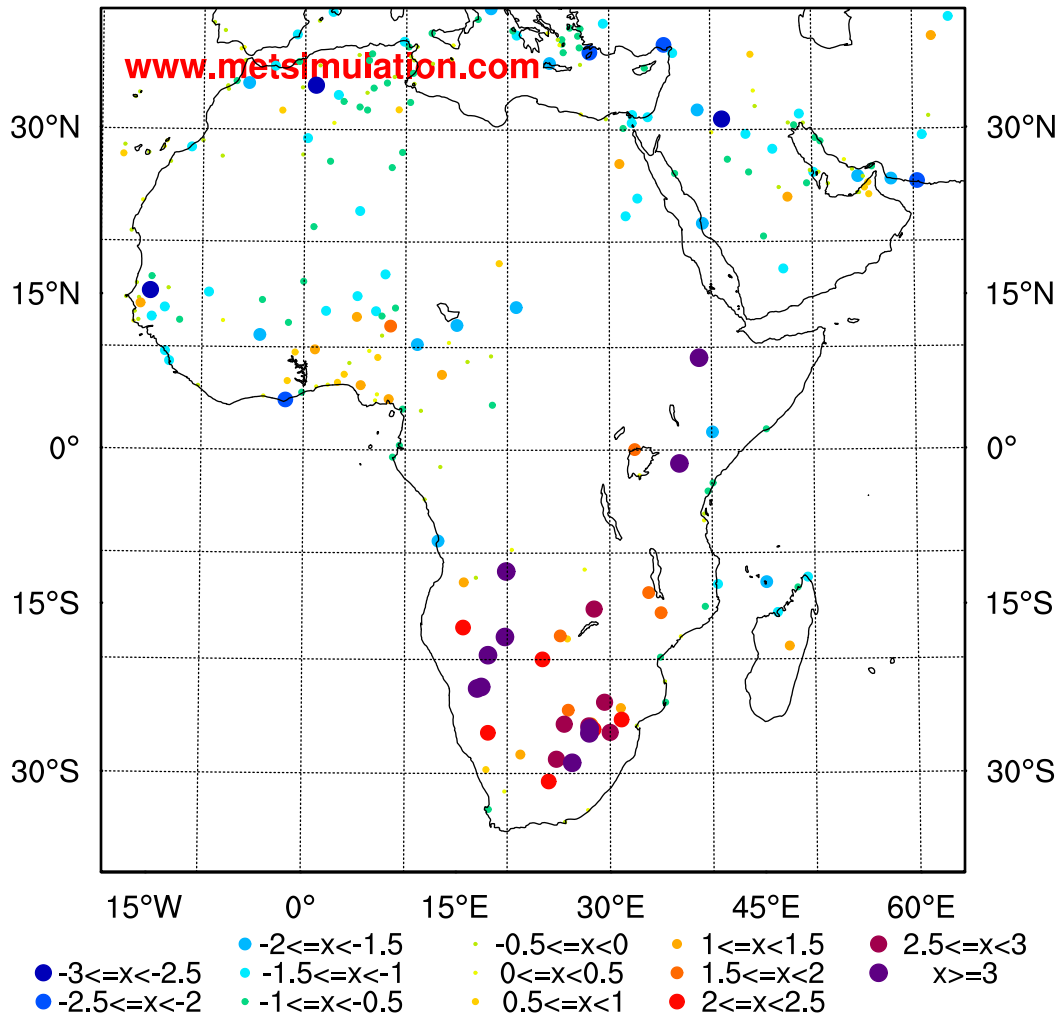 www.metsimulation.com
30°N 30°N
15°N 15°N
0° 0°
15°S 15°S
30°S 30°S
15°W 0° 15°E 30°E 45°E 60°E
-2<=x<-1.5 -0.5<=x<0 1<=x<1.5 2.5<=x<3
-3<=x<-2.5 -1.5<=x<-1 0<=x<0.5 1.5<=x<2 x>=3
-2.5<=x<-2 -1<=x<-0.5 0.5<=x<1 2<=x<2.5